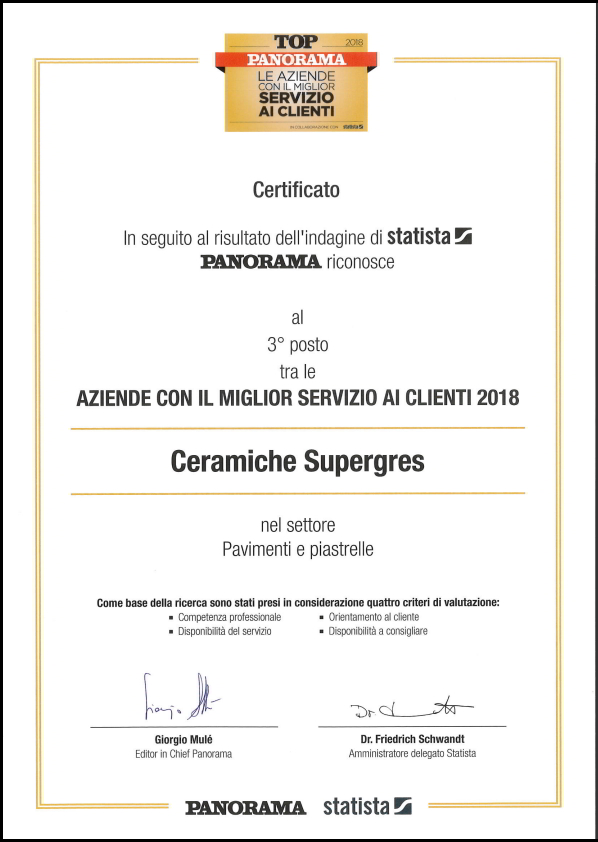 TOP 2018
PANORAMA
LE AZIENDE
CON IL MIGLIOR
SERVIZIO
AI CLIENTI
IN COLLABORAZIONE CON statista
Certificato
In seguito al risultato dell'indagine di statista
PANORAMA riconosce
al
3° posto
tra le
AZIENDE CON IL MIGLIOR SERVIZIO AI CLIENTI 2018
Ceramiche Supergres
nel settore
Pavimenti e piastrelle
Come base della ricerca sono stati presi in considerazione quattro criteri di valutazione:
▪ Competenza professionale ▪ Orientamento al cliente
▪ Disponibilità del servizio ▪ Disponibilità a consigliare
Giorgio Mulé Dr. Friedrich Schwandt
Editor in Chief Panorama Amministratore delegato Statista
PANORAMA statista